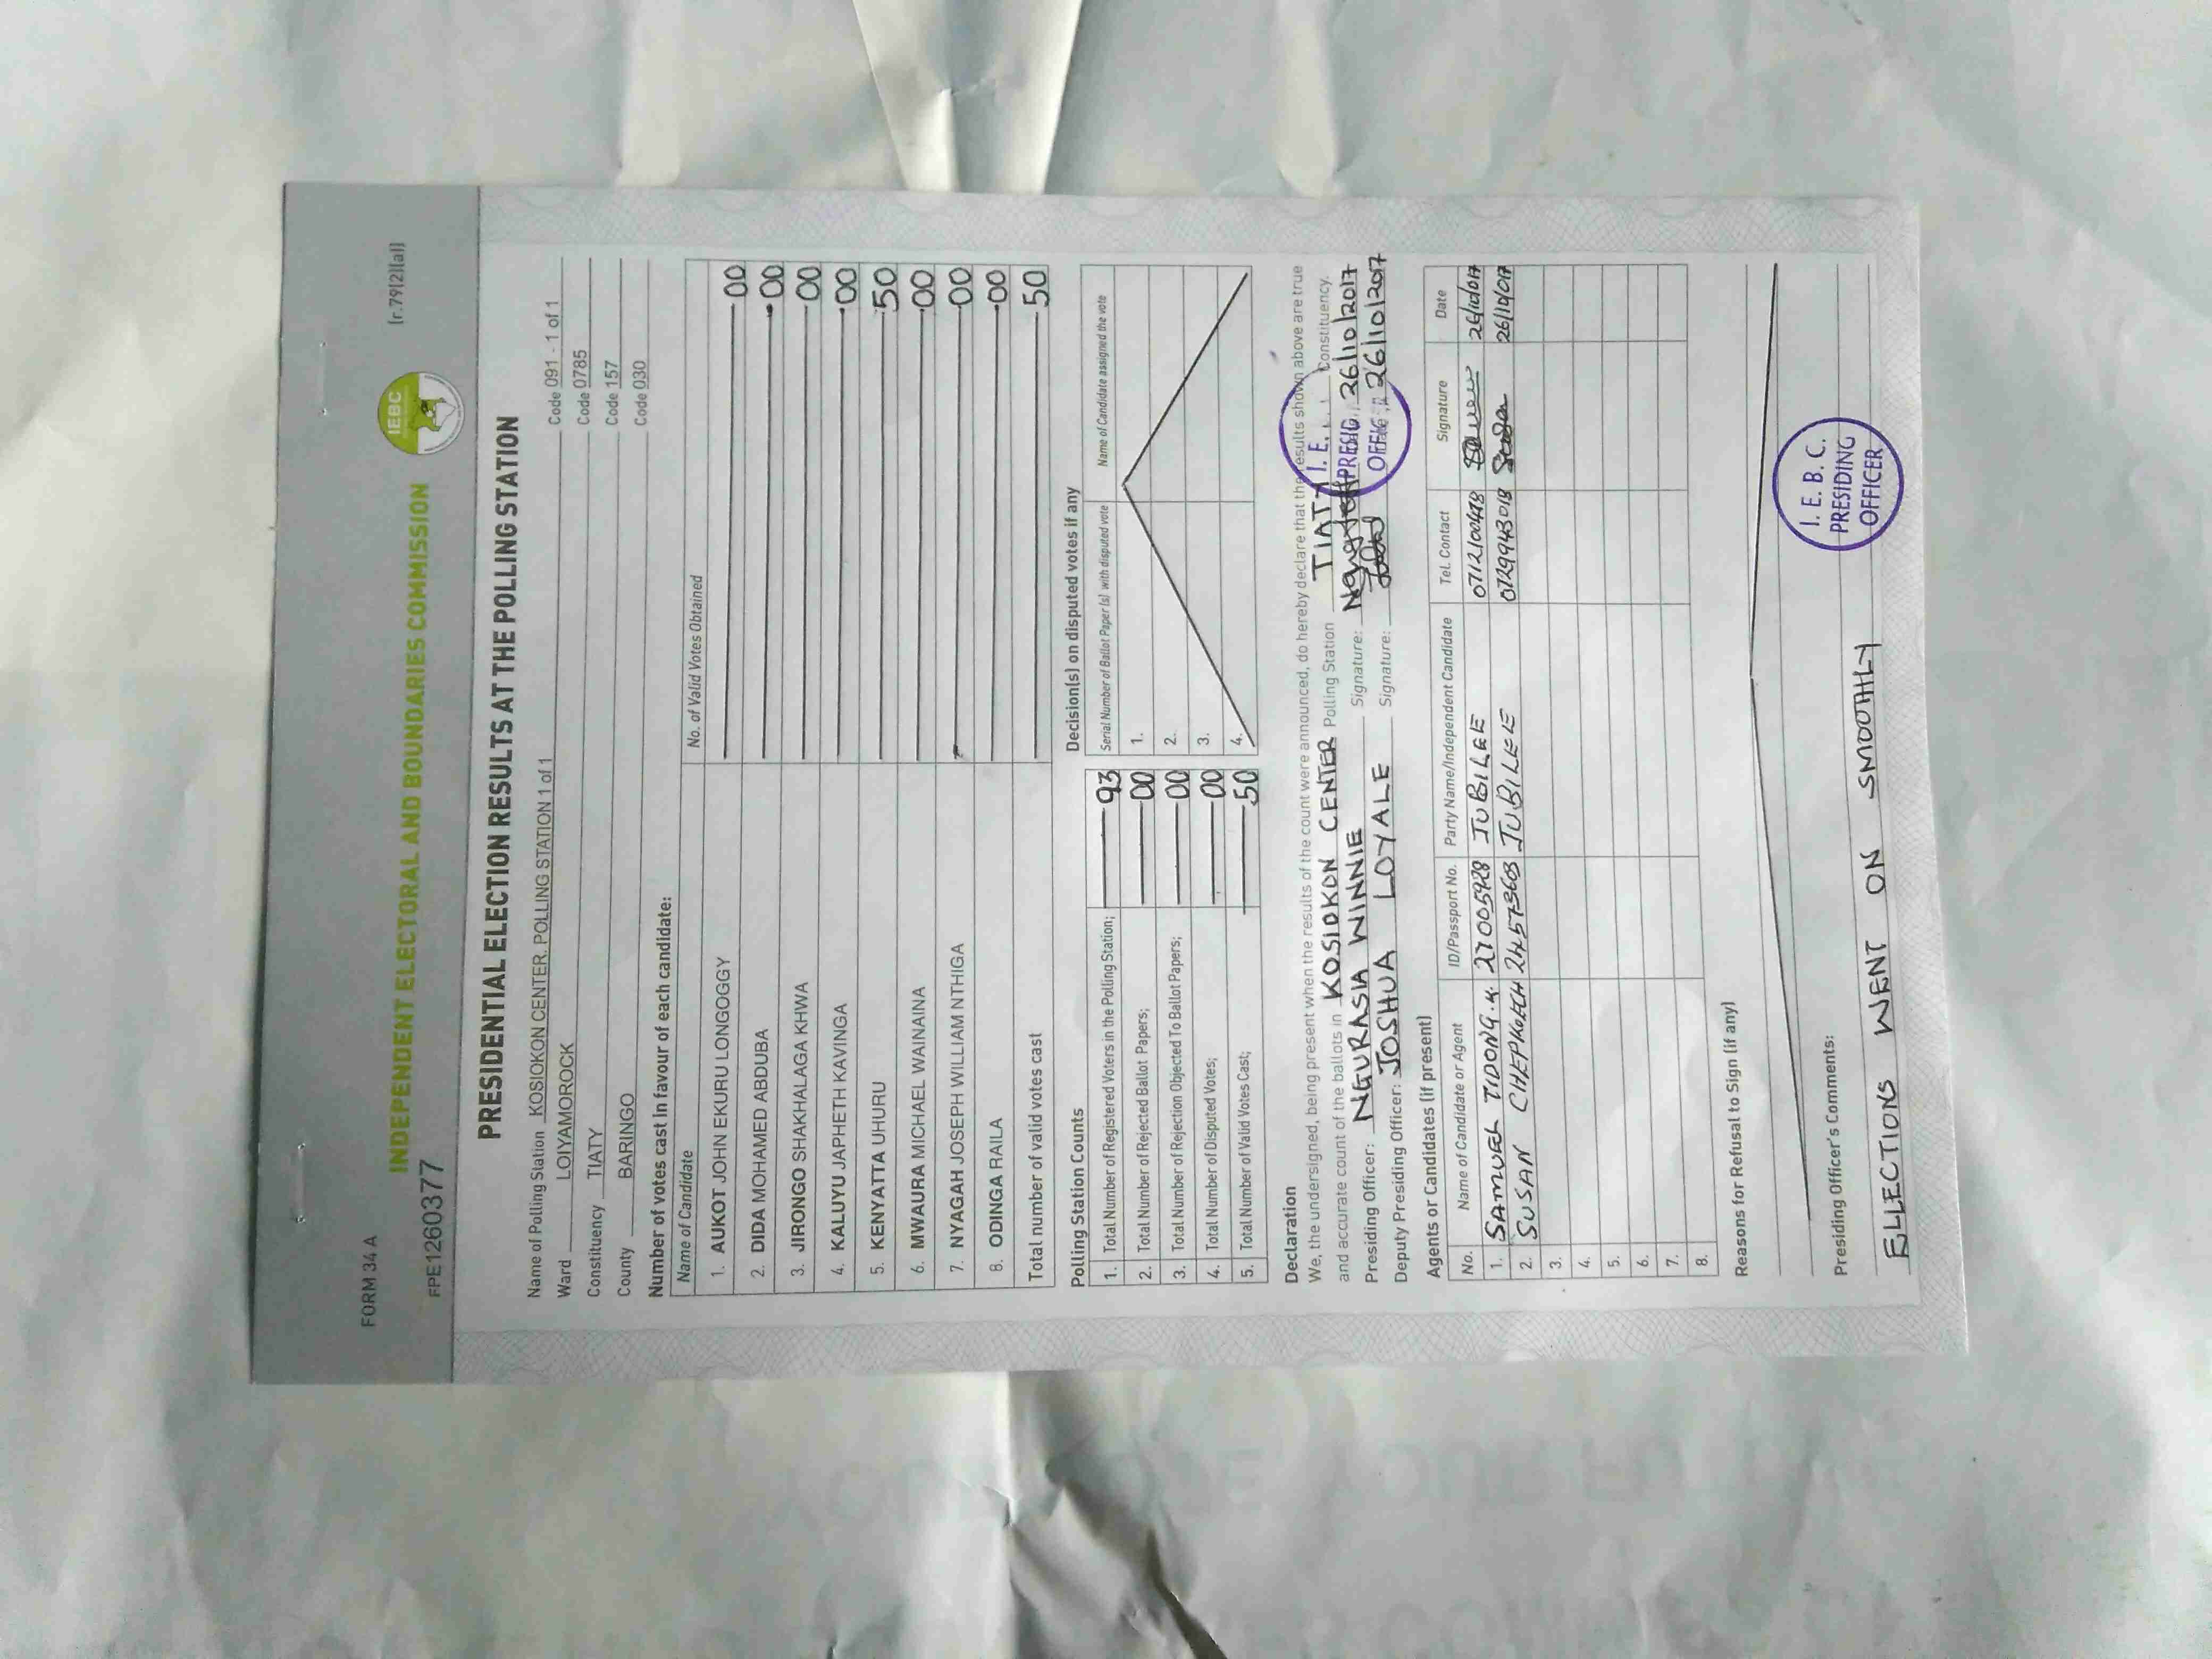 FORM 34 A
[r.79(2)(a)]
IEBC
INDEPENDENT ELECTORAL AND BOUNDARIES COMMISSION
FPE1260377
PRESIDENTIAL ELECTION RESULTS AT THE POLLING STATION
Name of Polling Station KOSIOKON CENTER. POLLING STATION 1 of 1 Code 091 - 1 of 1
Ward LOIYAMOROCK Code 0785
Constituency TIATY Code 157
County BARINGO Code 030
Number of votes cast in favour of each candidate:
Name of Candidate No. of Valid Votes Obtained
1. AUKOT JOHN EKURU LONGOGGY 00
2. DIDA MOHAMED ABDUBA 00
3. JIRONGO SHAKHALAGA KHWA 00
4. KALUYU JAPHETH KAVINGA 00
5. KENYATTA UHURU 50
6. MWAURA MICHAEL WAINAINA 00
7. NYAGAH JOSEPH WILLIAM NTHIGA 00
8. ODINGA RAILA 00
Total number of valid votes cast 50
Polling Station Counts
1. Total Number of Registered Voters in the Polling Station; 93
2. Total Number of Rejected Ballot Papers; 00
3. Total Number of Rejection Objected To Ballot Papers; 00
4. Total Number of Disputed Votes; 00
5. Total Number of Valid Votes Cast; 50
Decision(s) on disputed votes if any
Serial Number of Ballot Paper (s) with disputed vote Name of Candidate assigned the vote
1.
2.
3.
4.
Declaration
We, the undersigned, being present when the results of the count were announced, do hereby declare that the results shown above are true
and accurate count of the ballots in KOSIOKON CENTER Polling Station TIATY Constituency.
Presiding Officer: NGURASIA WINNIE Signature: 26/10/2017
Deputy Presiding Officer: JOSHUA LOYALE Signature: 26/10/2017
Agents or Candidates (if present)
No. Name of Candidate or Agent ID/Passport No. Party Name/Independent Candidate Tel. Contact Signature Date
1. SAMUEL TIDONG. K. 27005928 JUBILEE 0712100478 26/10/017
2. SUSAN CHEPKOECH 24573603 JUBILEE 0729943018 Susan 26/10/017
3.
4.
5.
6.
7.
8.
Reasons for Refusal to Sign (if any)
Presiding Officer's Comments:
ELLECTIONS WENT ON SMOOTHLY
I. E. B. C.
PRESIDING
OFFICER